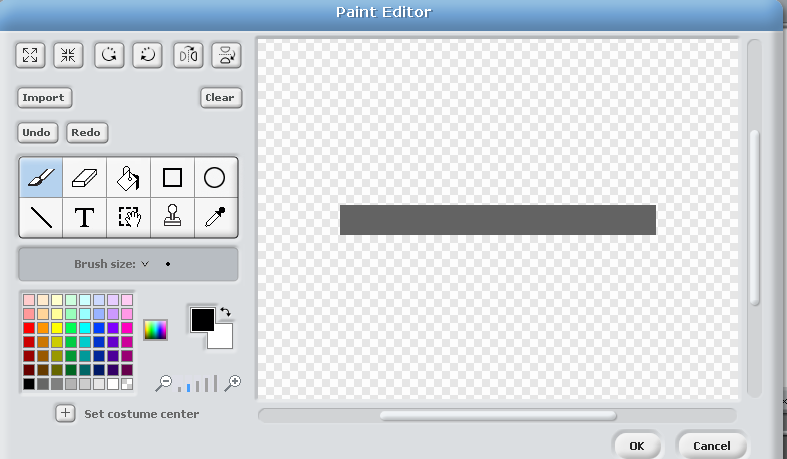 Paint Editor
Import
Clear
Undo
Redo
T
Brush size:
Set costume center
OK
Cancel